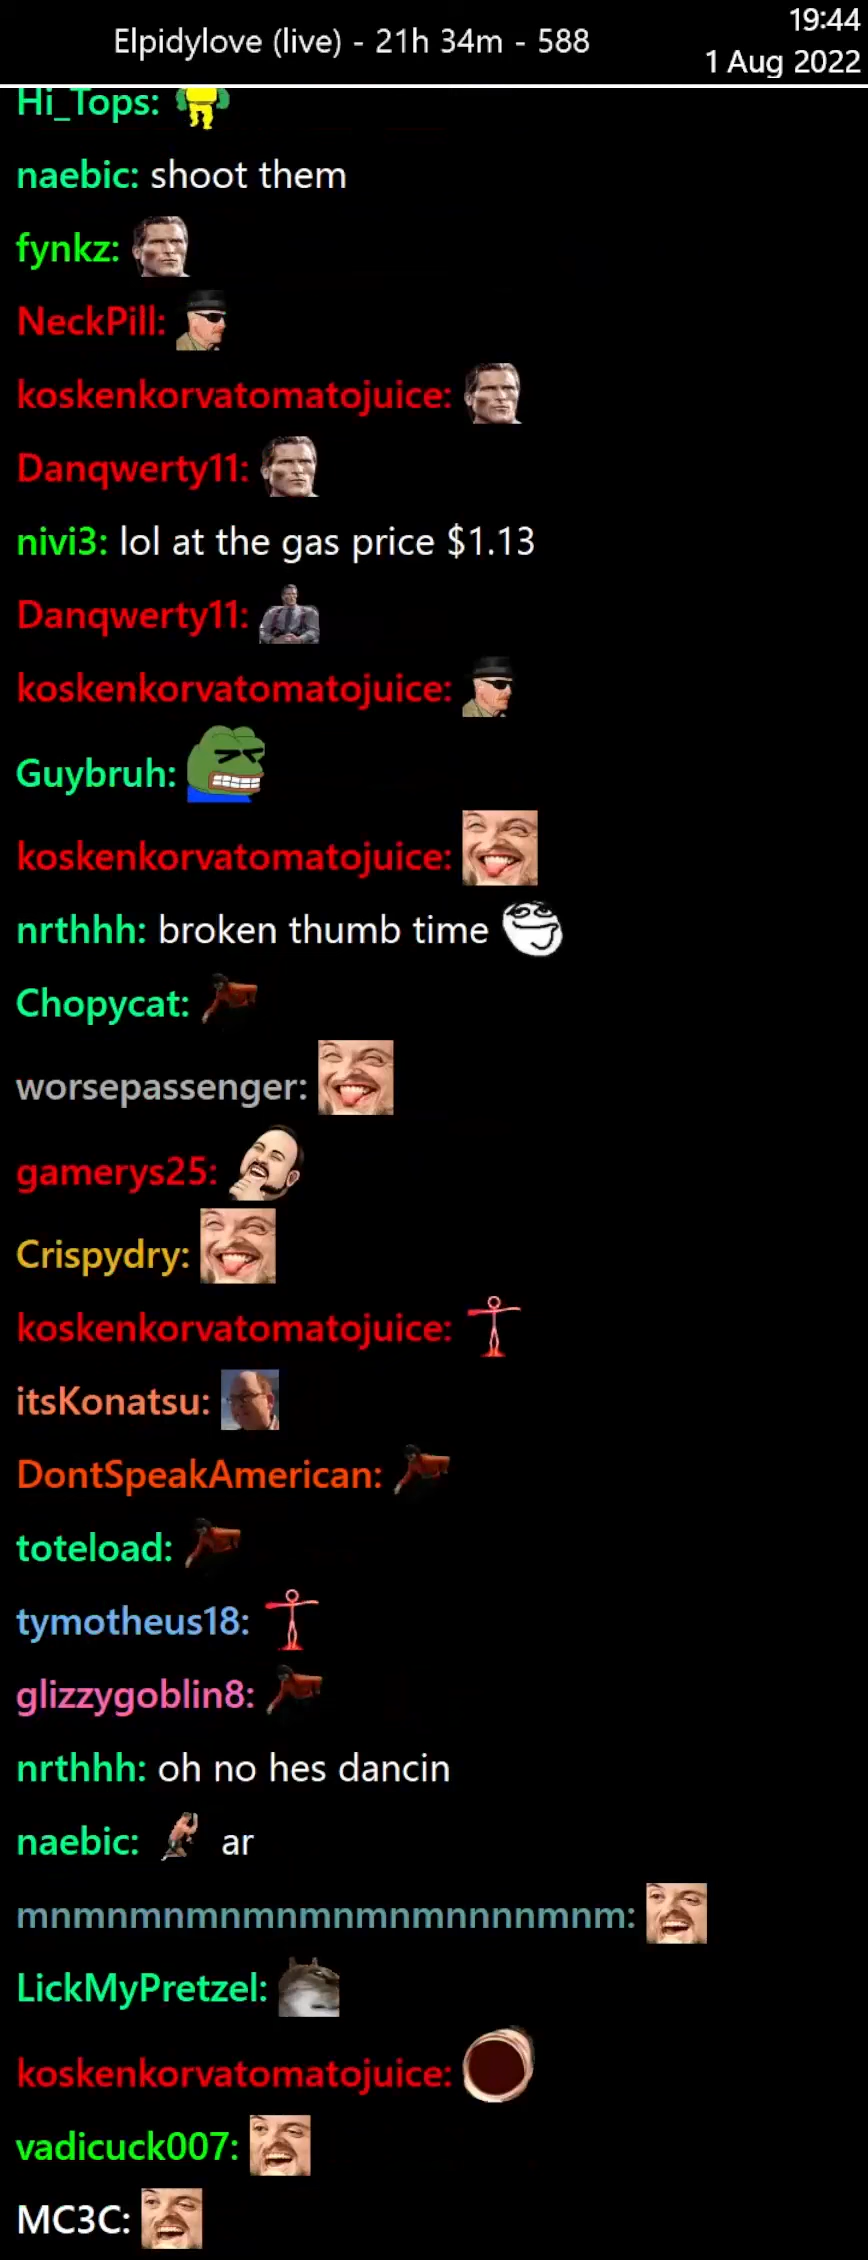 Elpidylove (live) - 21h 34m - 588
19:44
1 Aug 2022
Hi_Tops:
naebic: shoot them
fynkz:
NeckPill:
koskenkorvatomatojuice:
Danqwerty11:
nivi3: lol at the gas price $1.13
Danqwerty11:
koskenkorvatomatojuice:
Guybruh:
koskenkorvatomatojuice:
nrthhh: broken thumb time
Chopycat:
worsepassenger:
gamerys25:
Crispydry:
koskenkorvatomatojuice:
itsKonatsu:
DontSpeakAmerican:
toteload:
tymotheus18:
glizzygoblin8:
nrthhh: oh no hes dancin
naebic: ar
mnmnmnmnmnmnmnmnmnnnnmnm:
LickMyPretzel:
koskenkorvatomatojuice:
vadicuck007:
MC3C: